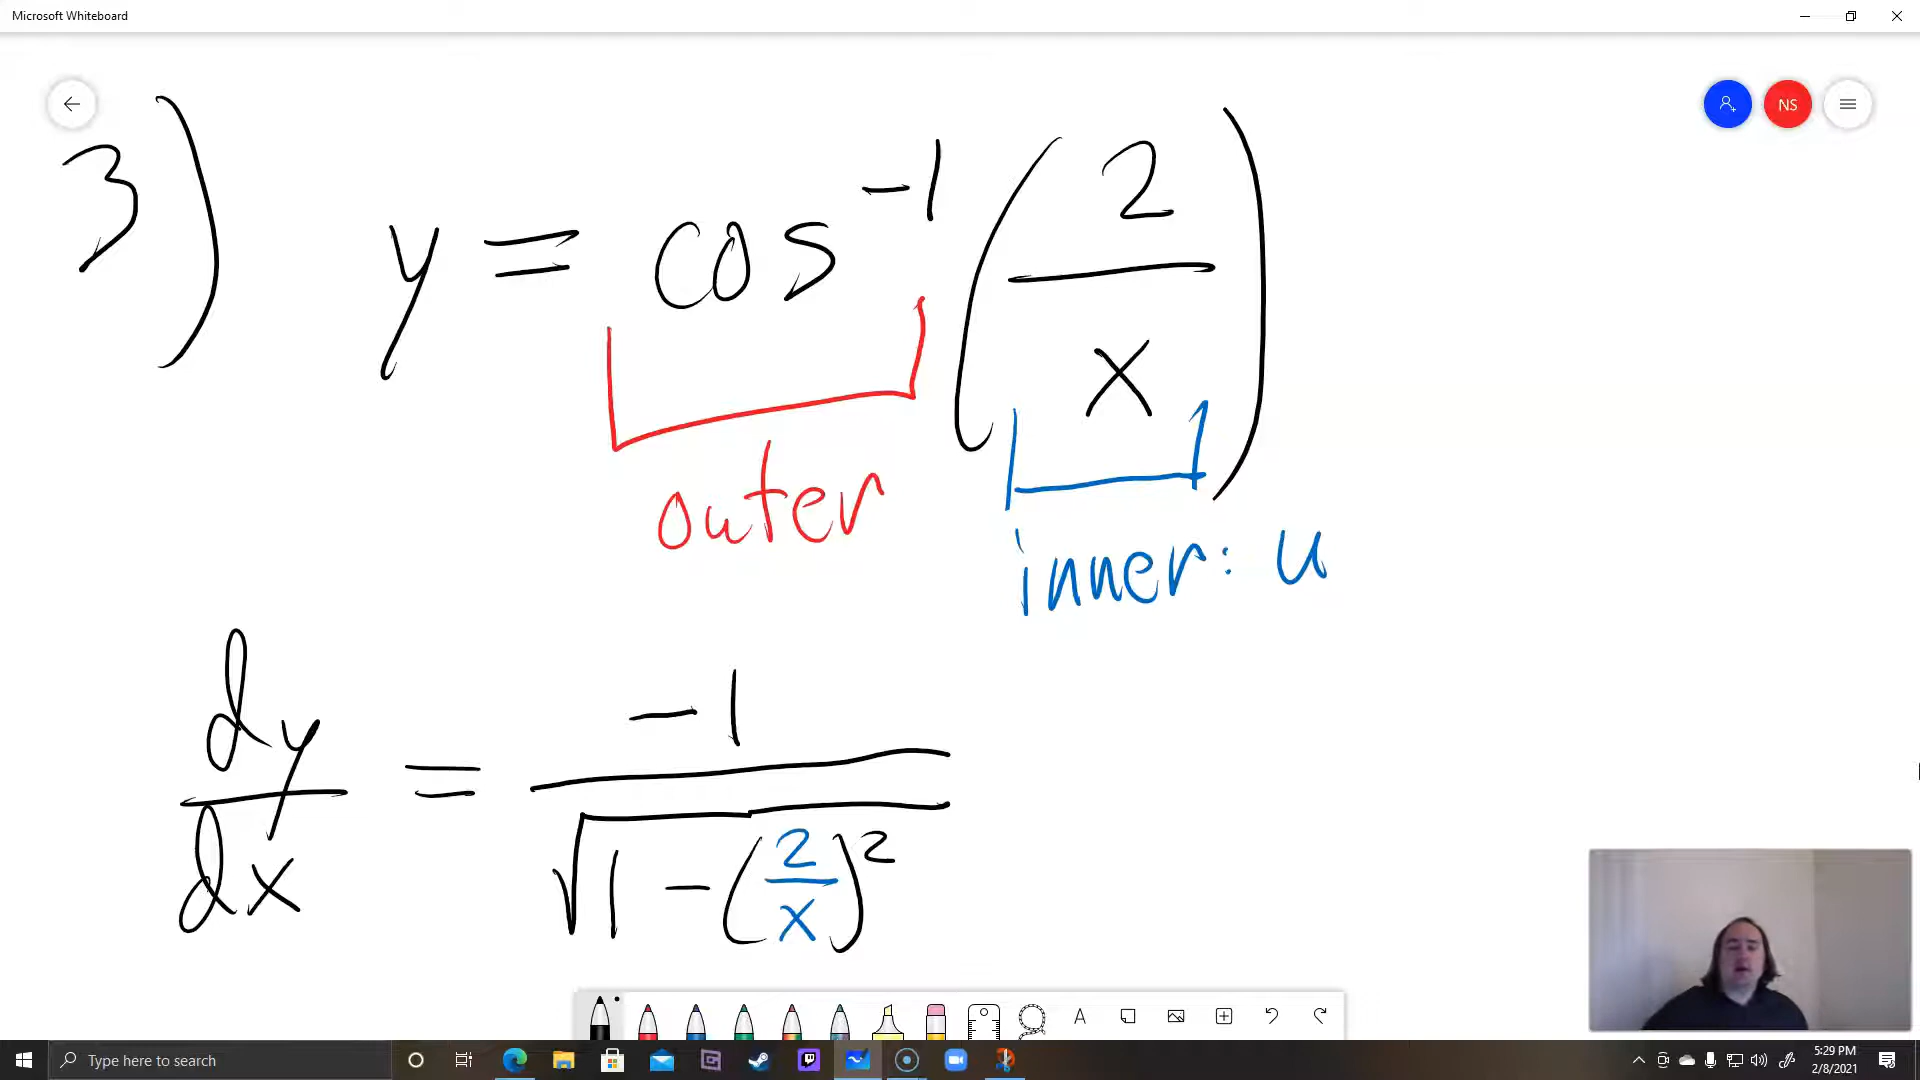 Microsoft Whiteboard
NS
3) y = cos⁻¹ (2/x)
outer
inner: u
dy/dx = -1/√(1 - (2/x)²)
A
Type here to search
5:29 PM
2/8/2021